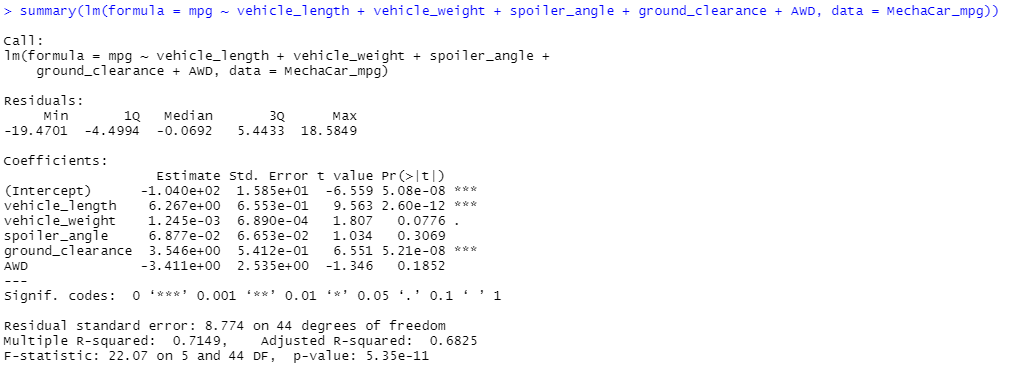 > summary(lm(formula = mpg ~ vehicle_length + vehicle_weight + spoiler_angle + ground_clearance + AWD, data = MechaCar_mpg))
Call:
lm(formula = mpg ~ vehicle_length + vehicle_weight + spoiler_angle +
    ground_clearance + AWD, data = MechaCar_mpg)
Residuals:
     Min       1Q   Median       3Q      Max
-19.4701  -4.4994  -0.0692   5.4433  18.5849
Coefficients:
                   Estimate Std. Error t value Pr(>|t|)
(Intercept)      -1.040e+02  1.585e+01  -6.559 5.08e-08 ***
vehicle_length    6.267e+00  6.553e-01   9.563 2.60e-12 ***
vehicle_weight    1.245e-03  6.890e-04   1.807   0.0776 .
spoiler_angle     6.877e-02  6.653e-02   1.034   0.3069
ground_clearance  3.546e+00  5.412e-01   6.551 5.21e-08 ***
AWD              -3.411e+00  2.535e+00  -1.346   0.1852
---
Signif. codes:  0 ‘***’ 0.001 ‘**’ 0.01 ‘*’ 0.05 ‘.’ 0.1 ‘ ’ 1
Residual standard error: 8.774 on 44 degrees of freedom
Multiple R-squared:  0.7149,    Adjusted R-squared:  0.6825
F-statistic: 22.07 on 5 and 44 DF,  p-value: 5.35e-11